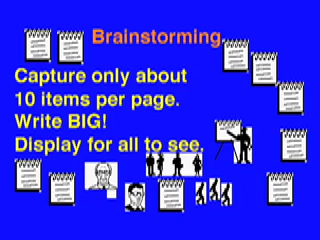 Brainstorming
Capture only about
10 items per page.
Write BIG!
Display for all to see.